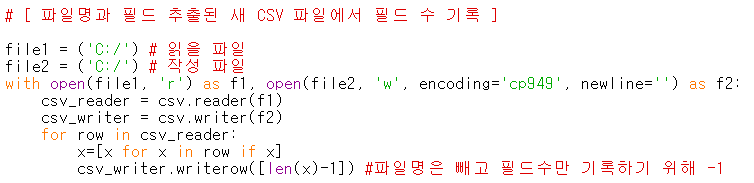 # [ 파일명과 필드 추출된 새 CSV 파일에서 필드 수 기록 ]
file1 = ('C:/') # 읽을 파일
file2 = ('C:/') # 작성 파일
with open(file1, 'r') as f1, open(file2, 'w', encoding='cp949', newline='') as f2:
    csv_reader = csv.reader(f1)
    csv_writer = csv.writer(f2)
    for row in csv_reader:
        x=[x for x in row if x]
        csv_writer.writerow([len(x)-1]) #파일명은 빼고 필드수만 기록하기 위해 -1